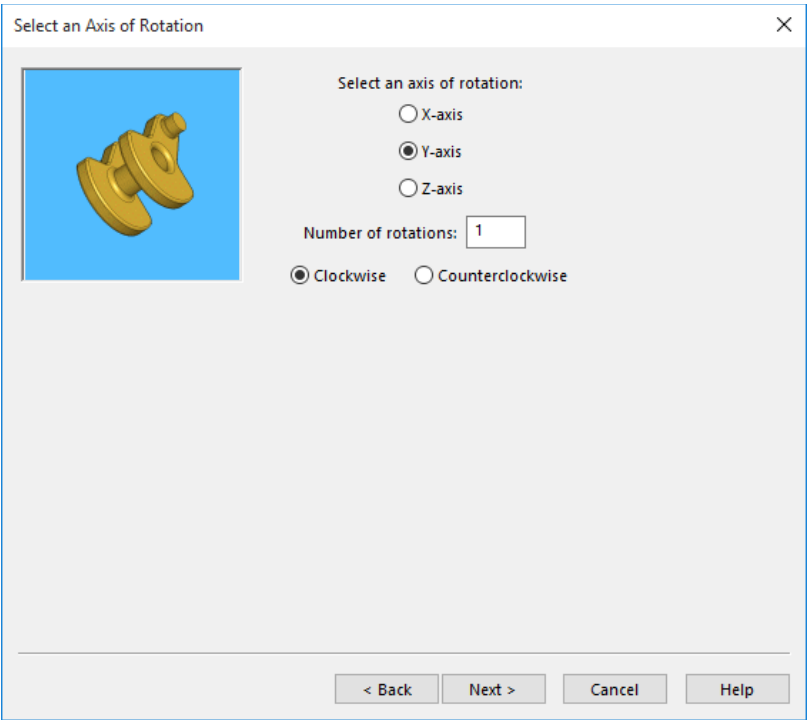 Select an Axis of Rotation
Select an axis of rotation:
X-axis
Y-axis
Z-axis
Number of rotations: 1
Clockwise Counterclockwise
< Back Next > Cancel Help